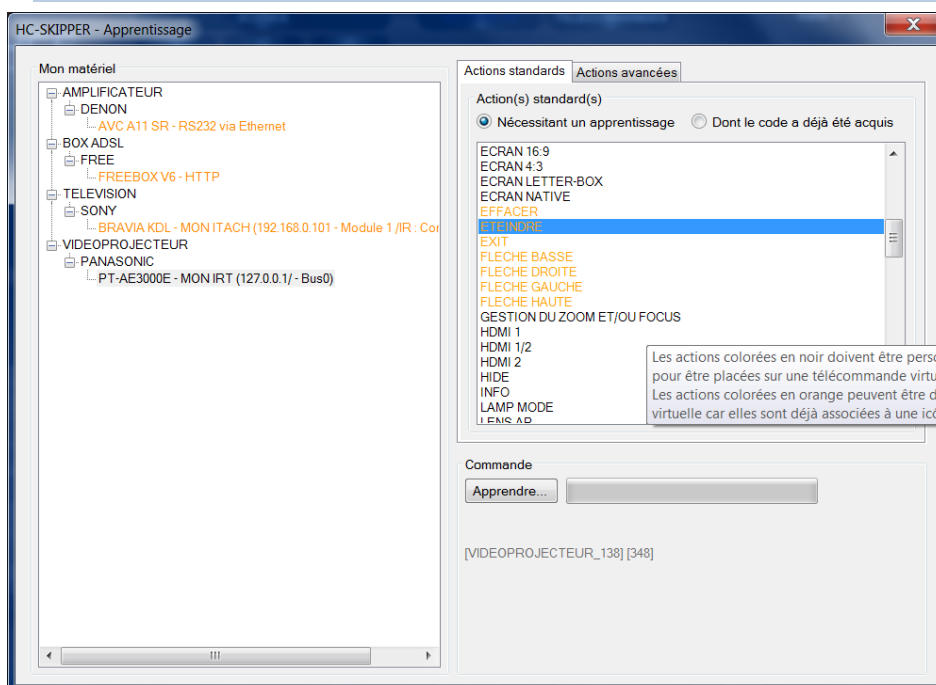 HC-SKIPPER - Apprentissage
X
Mon matériel
AMPLIFICATEUR
DENON
AVC A11 SR - RS232 via Ethernet
BOX ADSL
FREE
FREEBOX V6 - HTTP
TELEVISION
SONY
BRAVIA KDL - MON ITACH (192.168.0.101 - Module 1 /IR : Cor
VIDEOPROJECTEUR
PANASONIC
PT-AE3000E - MON IRT (127.0.0.1/ - Bus0)
Actions standards
Actions avancées
Action(s) standard(s)
Nécessitant un apprentissage
Dont le code a déjà été acquis
ECRAN 16:9
ECRAN 4:3
ECRAN LETTER-BOX
ECRAN NATIVE
EFFACER
ETEINDRE
EXIT
FLECHE BASSE
FLECHE DROITE
FLECHE GAUCHE
FLECHE HAUTE
GESTION DU ZOOM ET/OU FOCUS
HDMI 1
HDMI 1/2
HDMI 2
HIDE
INFO
LAMP MODE
LENS AP
Les actions colorées en noir doivent être perso
pour être placées sur une télécommande virtu
Les actions colorées en orange peuvent être d
virtuelle car elles sont déjà associées à une icô
Commande
Apprendre...
[VIDEOPROJECTEUR_138] [348]